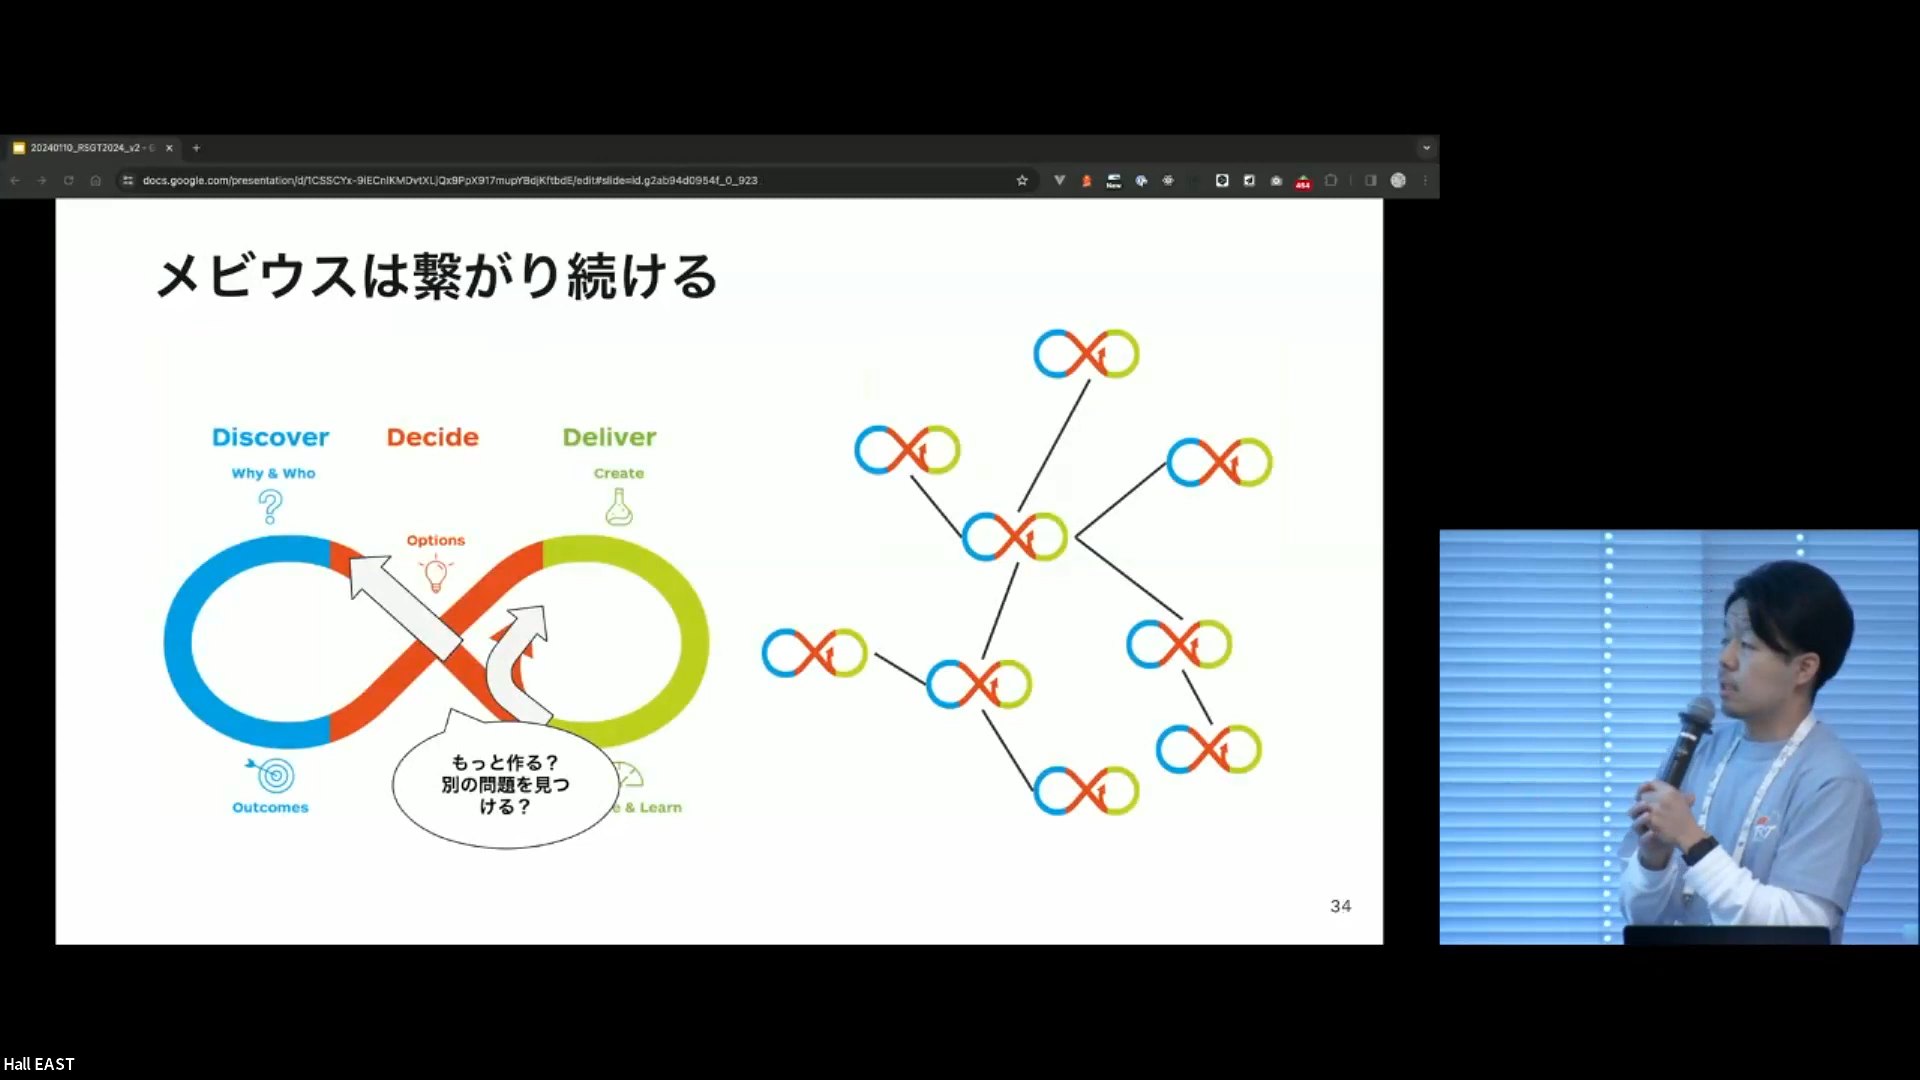 20240110_RSGT2024_v2 - G
docs.google.com/presentation/d/1CSSCYx-9iECnIKMDvtXLjQx9PpX917mupYBdjKftbdE/edit#slide=id.g2ab94d0954f_0_923
New
454
メビウスは繋がり続ける
Discover
Decide
Deliver
Why & Who
Create
Options
もっと作る？
別の問題を見つ
ける？
Outcomes
e & Learn
34
Hall EAST